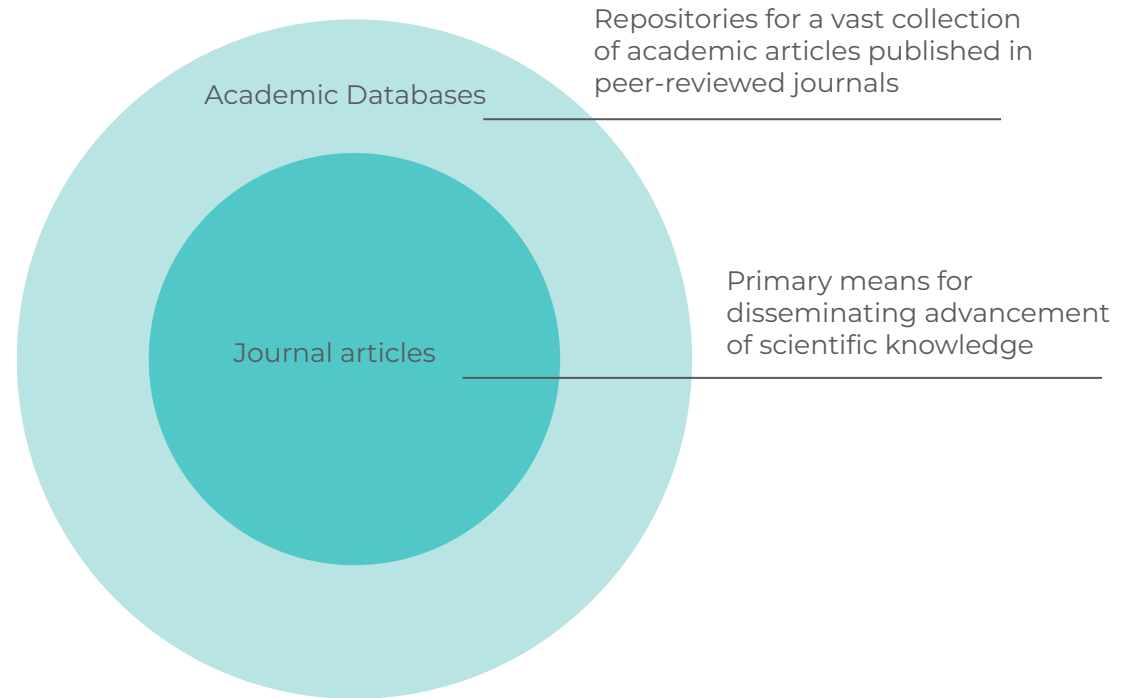 Repositories for a vast collection
of academic articles published in
peer-reviewed journals
Academic Databases
Primary means for
disseminating advancement
of scientific knowledge
Journal articles